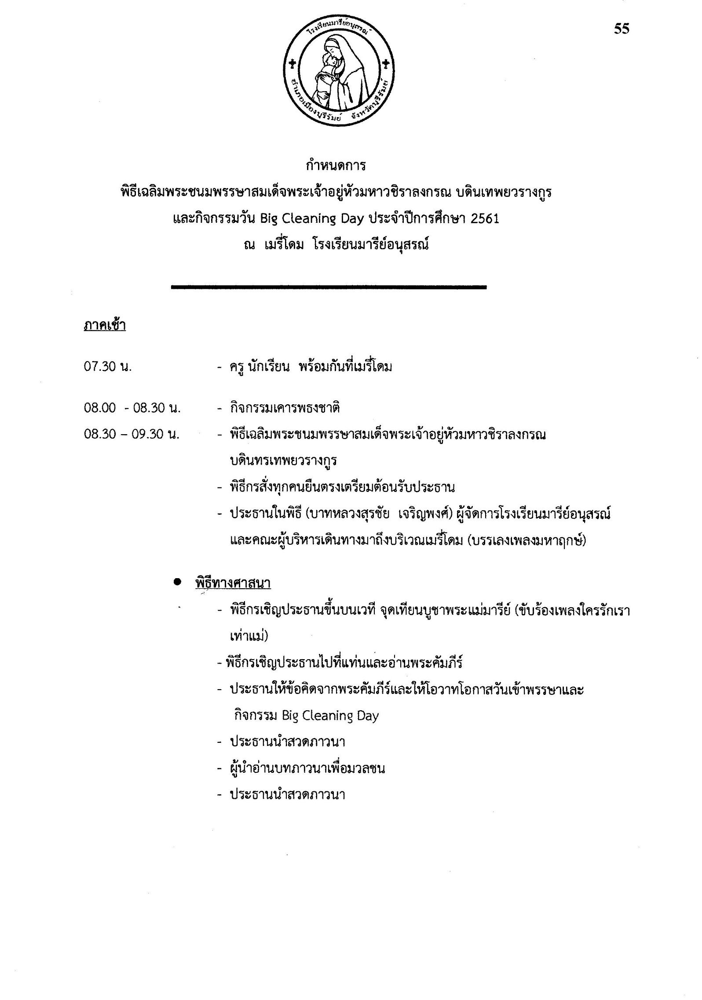 55
โรงเรียนมารีย์อนุสรณ์
อำเภอเมืองบุรีรัมย์ จังหวัดบุรีรัมย์
กำหนดการ
พิธีเฉลิมพระชนมพรรษาสมเด็จพระเจ้าอยู่หัวมหาวชิราลงกรณ บดินเทพยวรางกูร
และกิจกรรมวัน Big Cleaning Day ประจำปีการศึกษา 2561
ณ เมรี่โดม โรงเรียนมารีย์อนุสรณ์
ภาคเช้า
07.30 น. - ครู นักเรียน พร้อมกันที่เมรี่โดม
08.00 - 08.30 น. - กิจกรรมเคารพธงชาติ
08.30 – 09.30 น. - พิธีเฉลิมพระชนมพรรษาสมเด็จพระเจ้าอยู่หัวมหาวชิราลงกรณ
บดินทรเทพยวรางกูร
- พิธีกรสั่งทุกคนยืนตรงเตรียมต้อนรับประธาน
- ประธานในพิธี (บาทหลวงสุรชัย เจริญพงศ์) ผู้จัดการโรงเรียนมารีย์อนุสรณ์
และคณะผู้บริหารเดินทางมาถึงบริเวณเมรี่โดม (บรรเลงเพลงมหาฤกษ์)
● พิธีทางศาสนา
- พิธีกรเชิญประธานขึ้นบนเวที จุดเทียนบูชาพระแม่มารีย์ (ขับร้องเพลงใครรักเรา
เท่าแม่)
- พิธีกรเชิญประธานไปที่แท่นและอ่านพระคัมภีร์
- ประธานให้ข้อคิดจากพระคัมภีร์และให้โอวาทโอกาสวันเข้าพรรษาและ
กิจกรรม Big Cleaning Day
- ประธานนำสวดภาวนา
- ผู้นำอ่านบทภาวนาเพื่อมวลชน
- ประธานนำสวดภาวนา